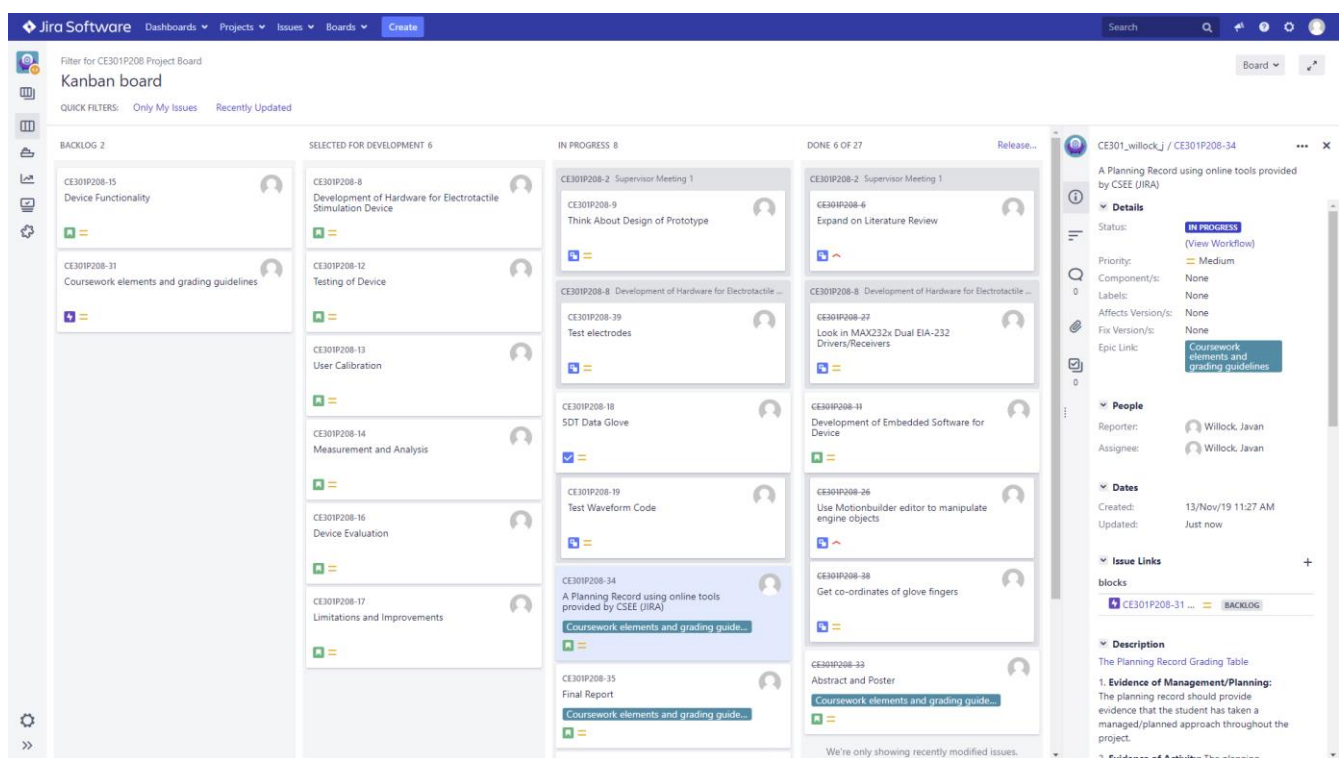 Jira Software Dashboards Projects Issues Boards Create Search
Filter for CE301P208 Project Board
Kanban board
Board
QUICK FILTERS: Only My Issues Recently Updated
BACKLOG 2
CE301P208-15
Device Functionality
CE301P208-31
Coursework elements and grading guidelines
SELECTED FOR DEVELOPMENT 6
CE301P208-8
Development of Hardware for Electrotactile
Stimulation Device
CE301P208-12
Testing of Device
CE301P208-13
User Calibration
CE301P208-14
Measurement and Analysis
CE301P208-16
Device Evaluation
CE301P208-17
Limitations and Improvements
IN PROGRESS 8
CE301P208-2 Supervisor Meeting 1
CE301P208-9
Think About Design of Prototype
CE301P208-8 Development of Hardware for Electrotactile ...
CE301P208-39
Test electrodes
CE301P208-18
5DT Data Glove
CE301P208-19
Test Waveform Code
CE301P208-34
A Planning Record using online tools
provided by CSEE (JIRA)
Coursework elements and grading guide...
CE301P208-35
Final Report
Coursework elements and grading guide...
DONE 6 OF 27 Release...
CE301P208-2 Supervisor Meeting 1
CE301P208-6
Expand on Literature Review
CE301P208-8 Development of Hardware for Electrotactile ...
CE301P208-27
Look in MAX232x Dual EIA-232
Drivers/Receivers
CE301P208-11
Development of Embedded Software for
Device
CE301P208-26
Use Motionbuilder editor to manipulate
engine objects
CE301P208-38
Get co-ordinates of glove fingers
CE301P208-33
Abstract and Poster
Coursework elements and grading guide...
We're only showing recently modified issues.
0
0
CE301_willock_j / CE301P208-34
A Planning Record using online tools provided
by CSEE (JIRA)
Details
Status: IN PROGRESS
(View Workflow)
Priority: Medium
Component/s: None
Labels: None
Affects Version/s: None
Fix Version/s: None
Epic Link: Coursework
elements and
grading guidelines
People
Reporter: Willock, Javan
Assignee: Willock, Javan
Dates
Created: 13/Nov/19 11:27 AM
Updated: Just now
Issue Links
blocks
CE301P208-31 ... BACKLOG
Description
The Planning Record Grading Table
1. Evidence of Management/Planning:
The planning record should provide
evidence that the student has taken a
managed/planned approach throughout the
project.
2. Evidence of Activity: The planning